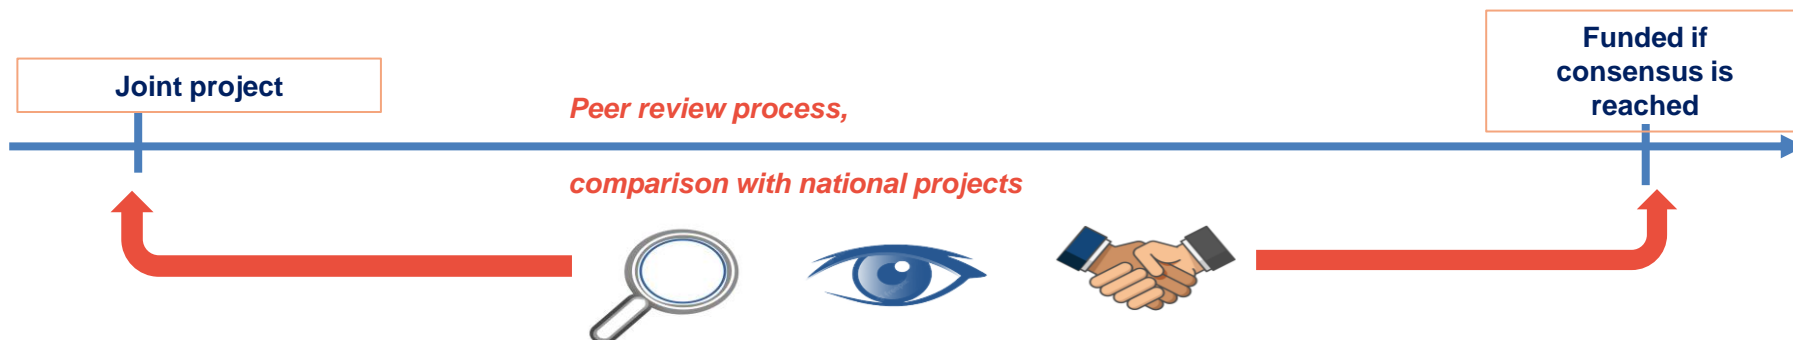 Joint project
Peer review process,
comparison with national projects
Funded if
consensus is
reached